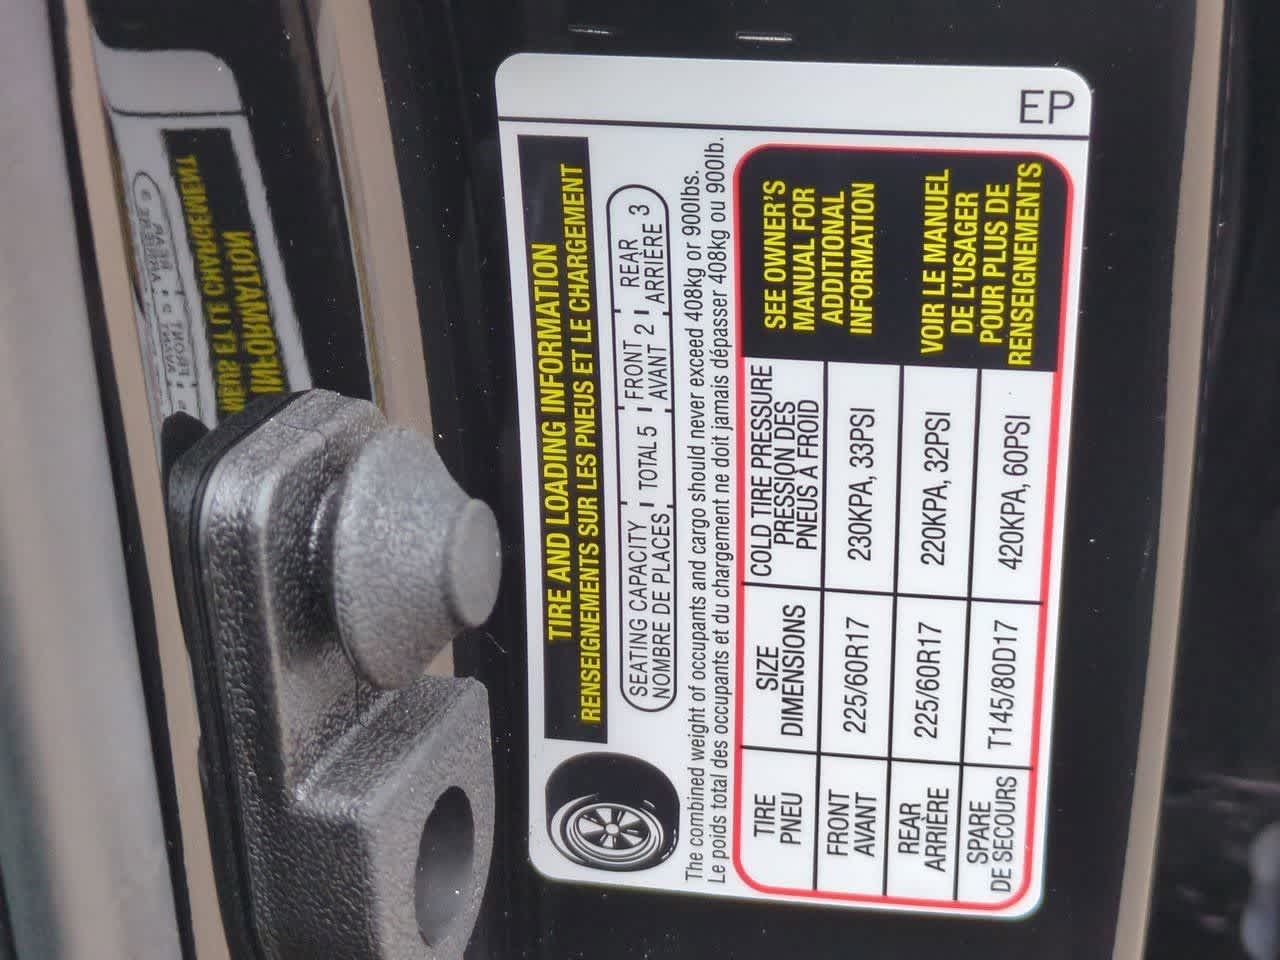 EP
TIRE AND LOADING INFORMATION
RENSEIGNEMENTS SUR LES PNEUS ET LE CHARGEMENT
SEATING CAPACITY
NOMBRE DE PLACES
TOTAL 5
FRONT
AVANT 2
REAR
ARRIÈRE 3
The combined weight of occupants and cargo should never exceed 408kg or 900lbs.
Le poids total des occupants et du chargement ne doit jamais dépasser 408kg ou 900lb.
TIRE
PNEU
SIZE
DIMENSIONS
COLD TIRE PRESSURE
PRESSION DES
PNEUS À FROID
FRONT
AVANT
225/60R17
230KPA, 33PSI
REAR
ARRIÈRE
225/60R17
220KPA, 32PSI
SPARE
DE SECOURS
T145/80D17
420KPA, 60PSI
SEE OWNER'S
MANUAL FOR
ADDITIONAL
INFORMATION
VOIR LE MANUEL
DE L'USAGER
POUR PLUS DE
RENSEIGNEMENTS